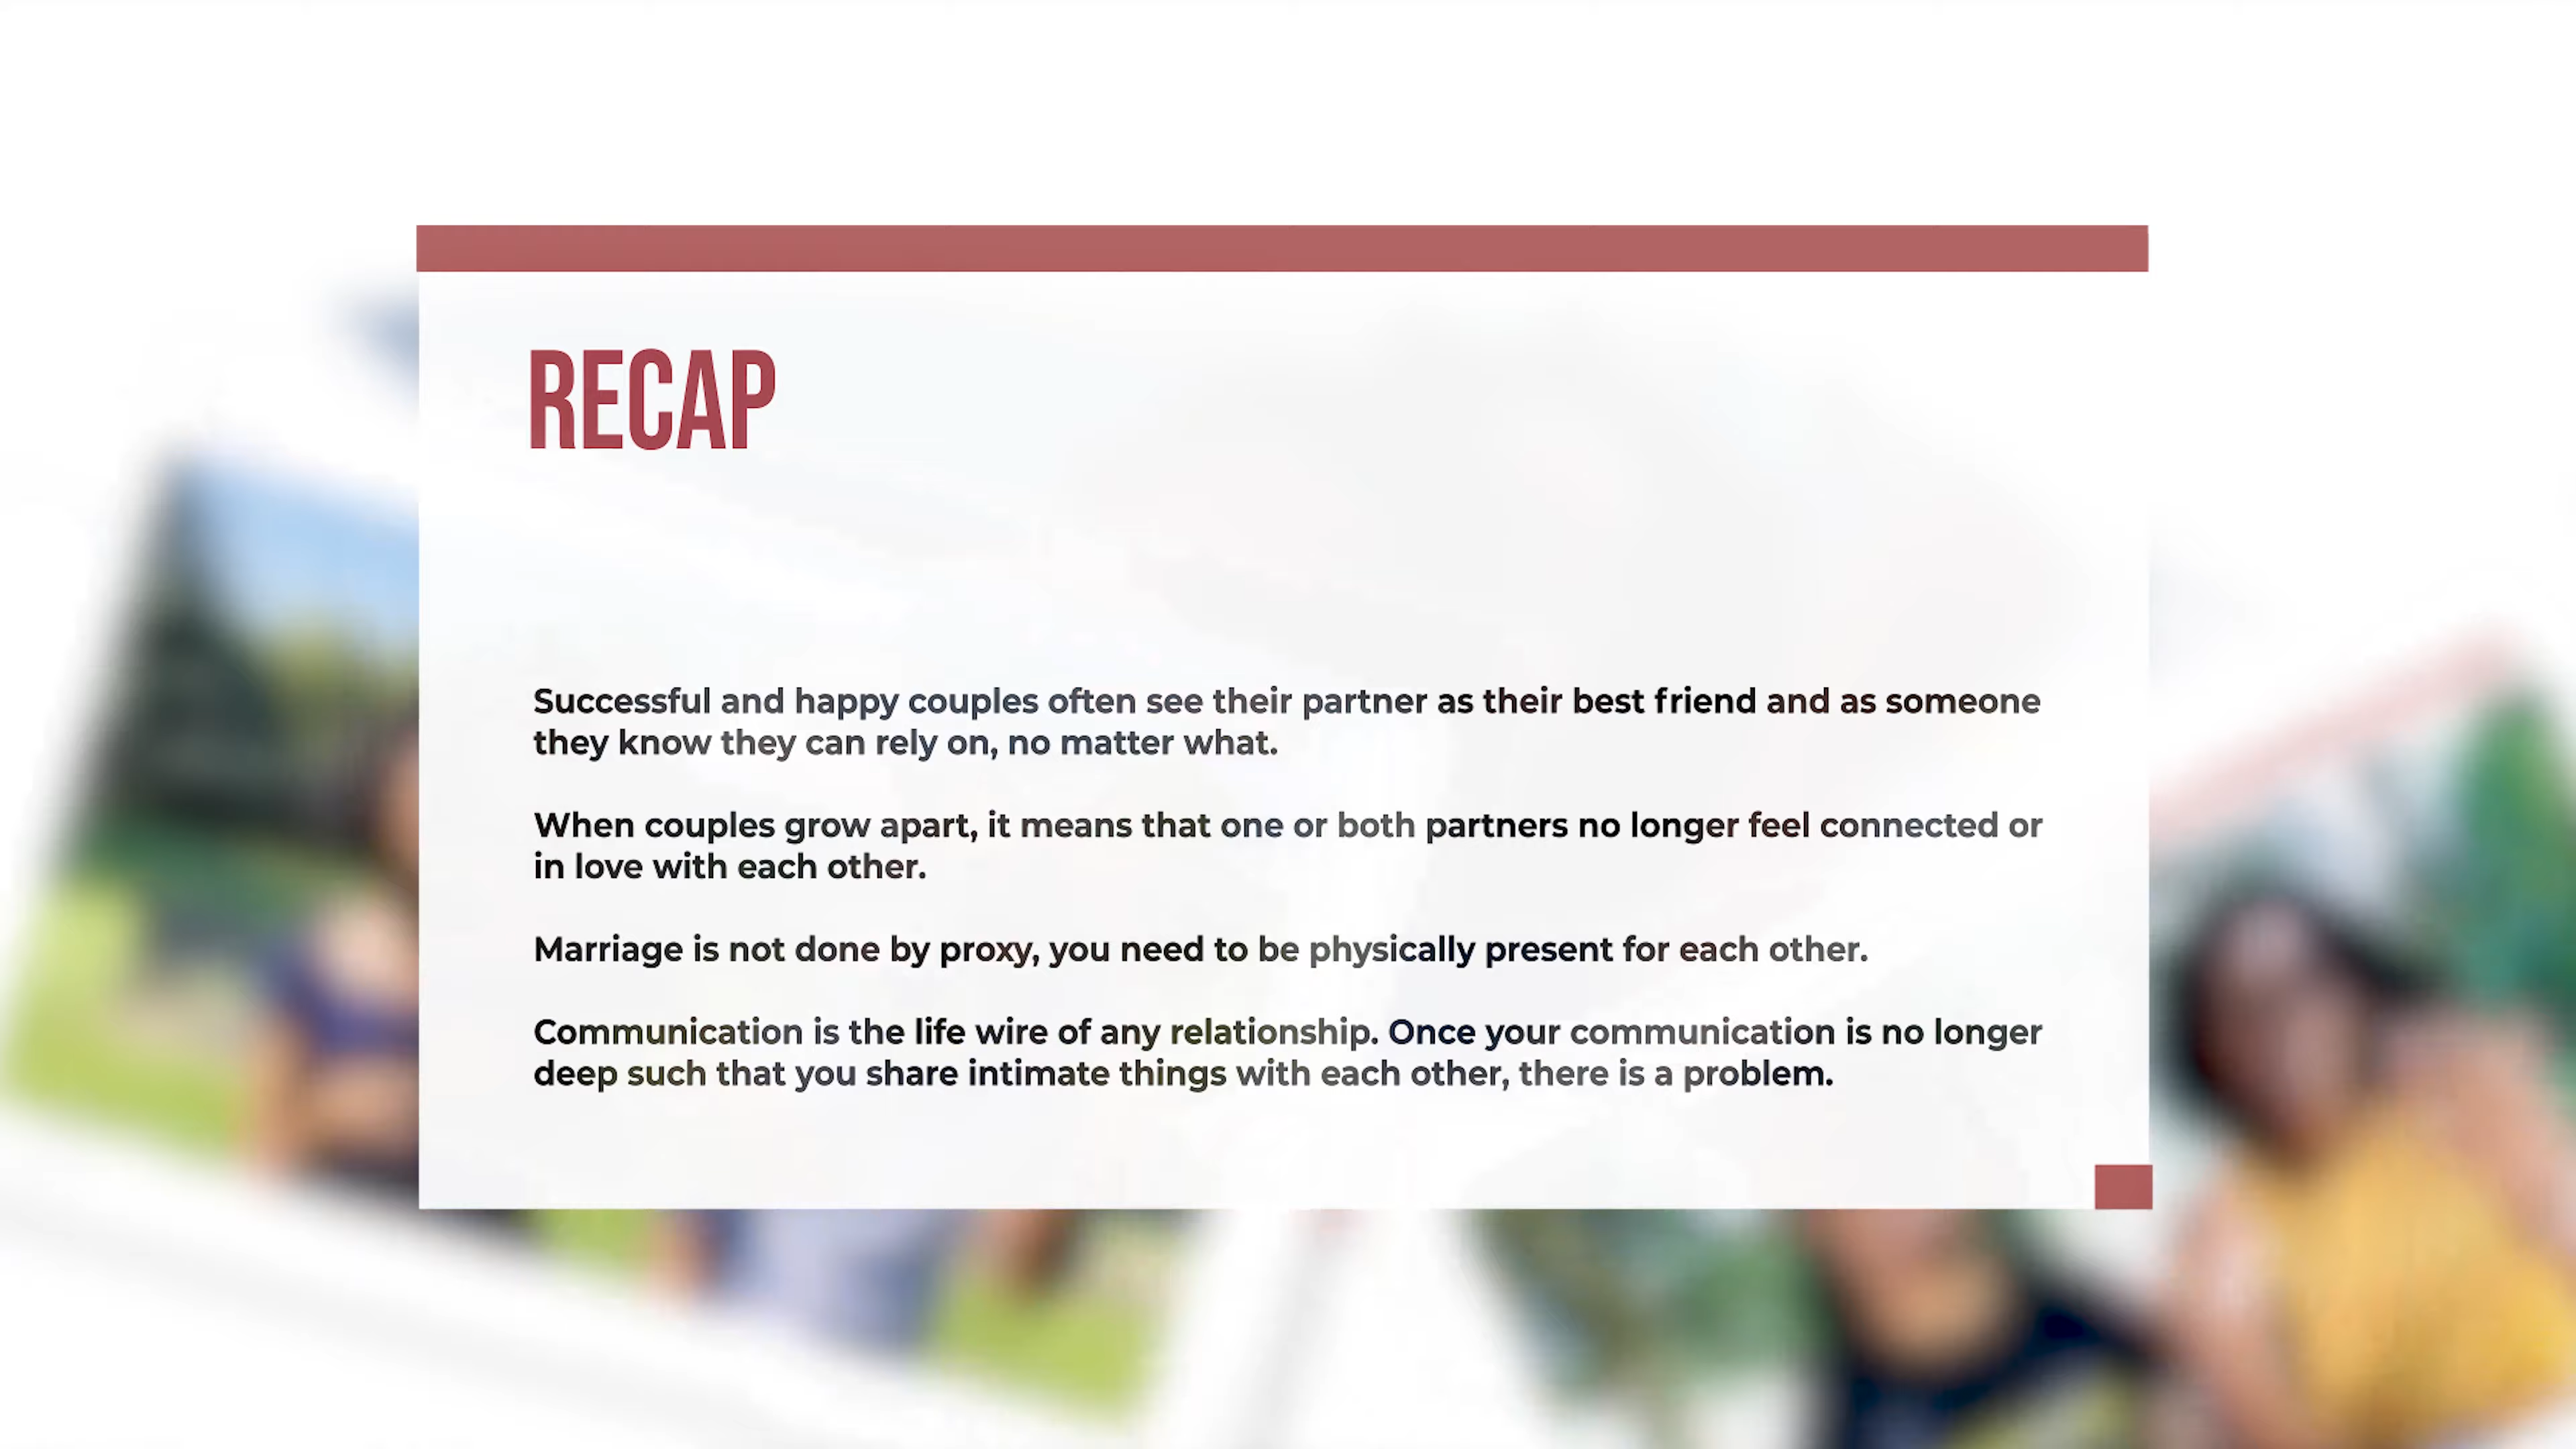 RECAP
Successful and happy couples often see their partner as their best friend and as someone
they know they can rely on, no matter what.
When couples grow apart, it means that one or both partners no longer feel connected or
in love with each other.
Marriage is not done by proxy, you need to be physically present for each other.
Communication is the life wire of any relationship. Once your communication is no longer
deep such that you share intimate things with each other, there is a problem.